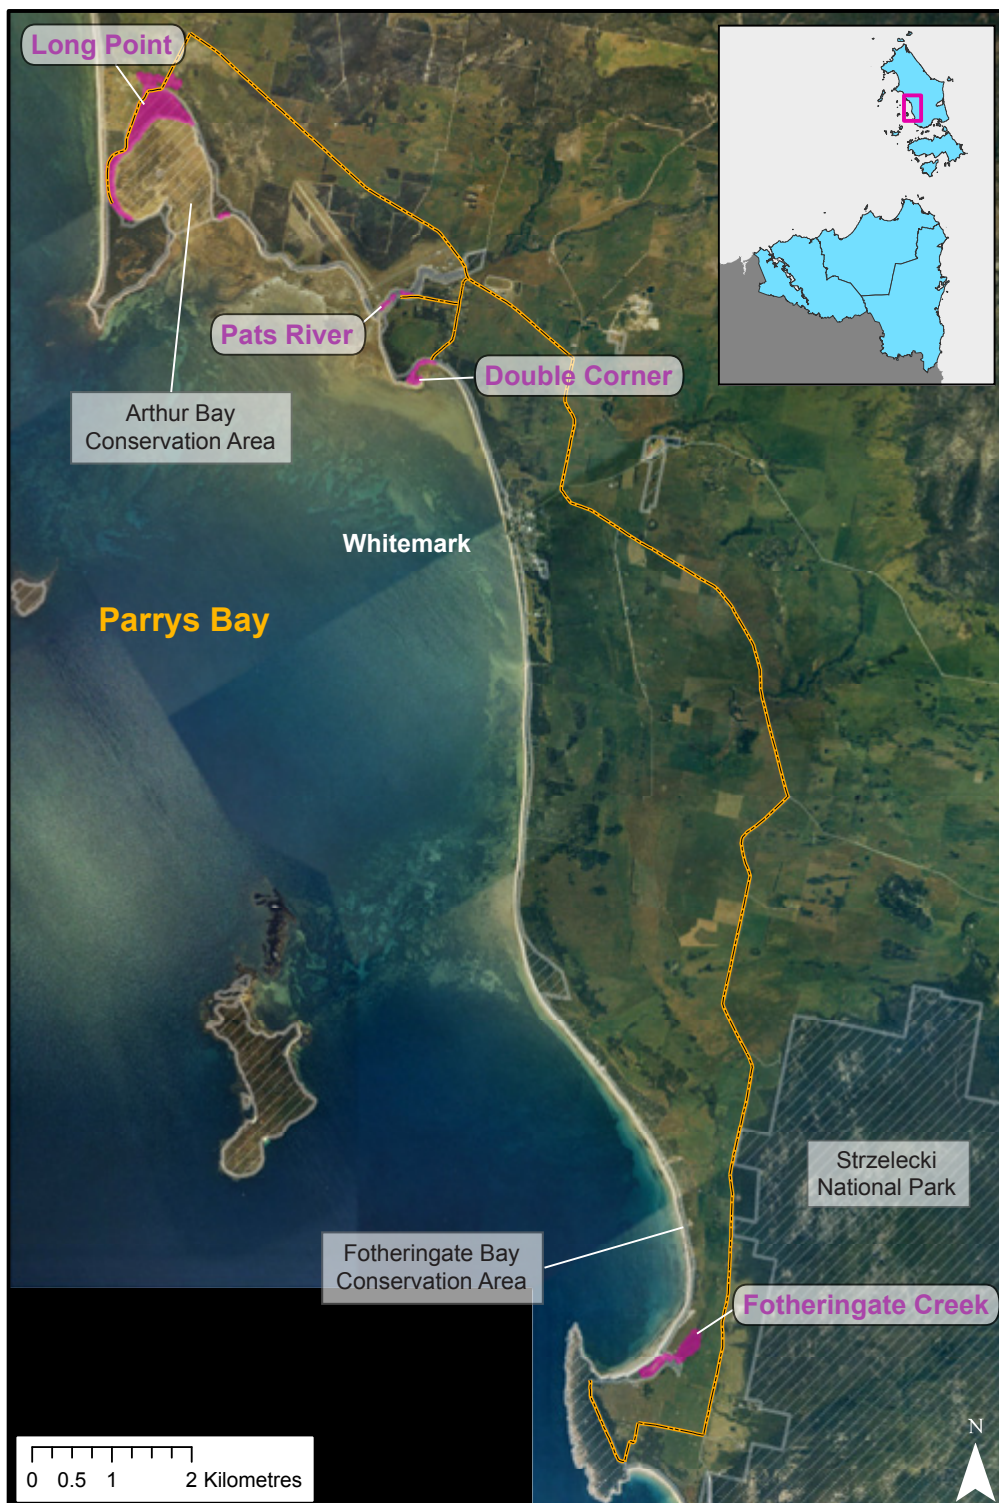 Long Point
Pats River
Double Corner
Arthur Bay
Conservation Area
Whitemark
Parrys Bay
Strzelecki
National Park
Fotheringate Bay
Conservation Area
Fotheringate Creek
N
0 0.5 1 2 Kilometres